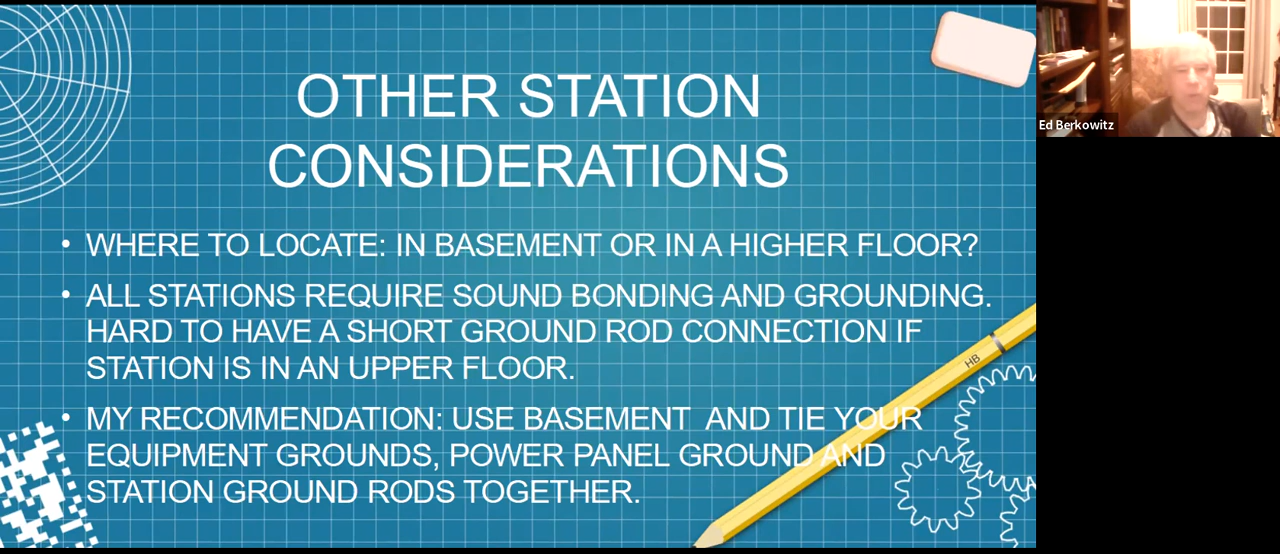 OTHER STATION
CONSIDERATIONS
• WHERE TO LOCATE: IN BASEMENT OR IN A HIGHER FLOOR?
• ALL STATIONS REQUIRE SOUND BONDING AND GROUNDING.
HARD TO HAVE A SHORT GROUND ROD CONNECTION IF
STATION IS IN AN UPPER FLOOR.
• MY RECOMMENDATION: USE BASEMENT  AND TIE YOUR
EQUIPMENT GROUNDS, POWER PANEL GROUND AND
STATION GROUND RODS TOGETHER.
HB
Ed Berkowitz